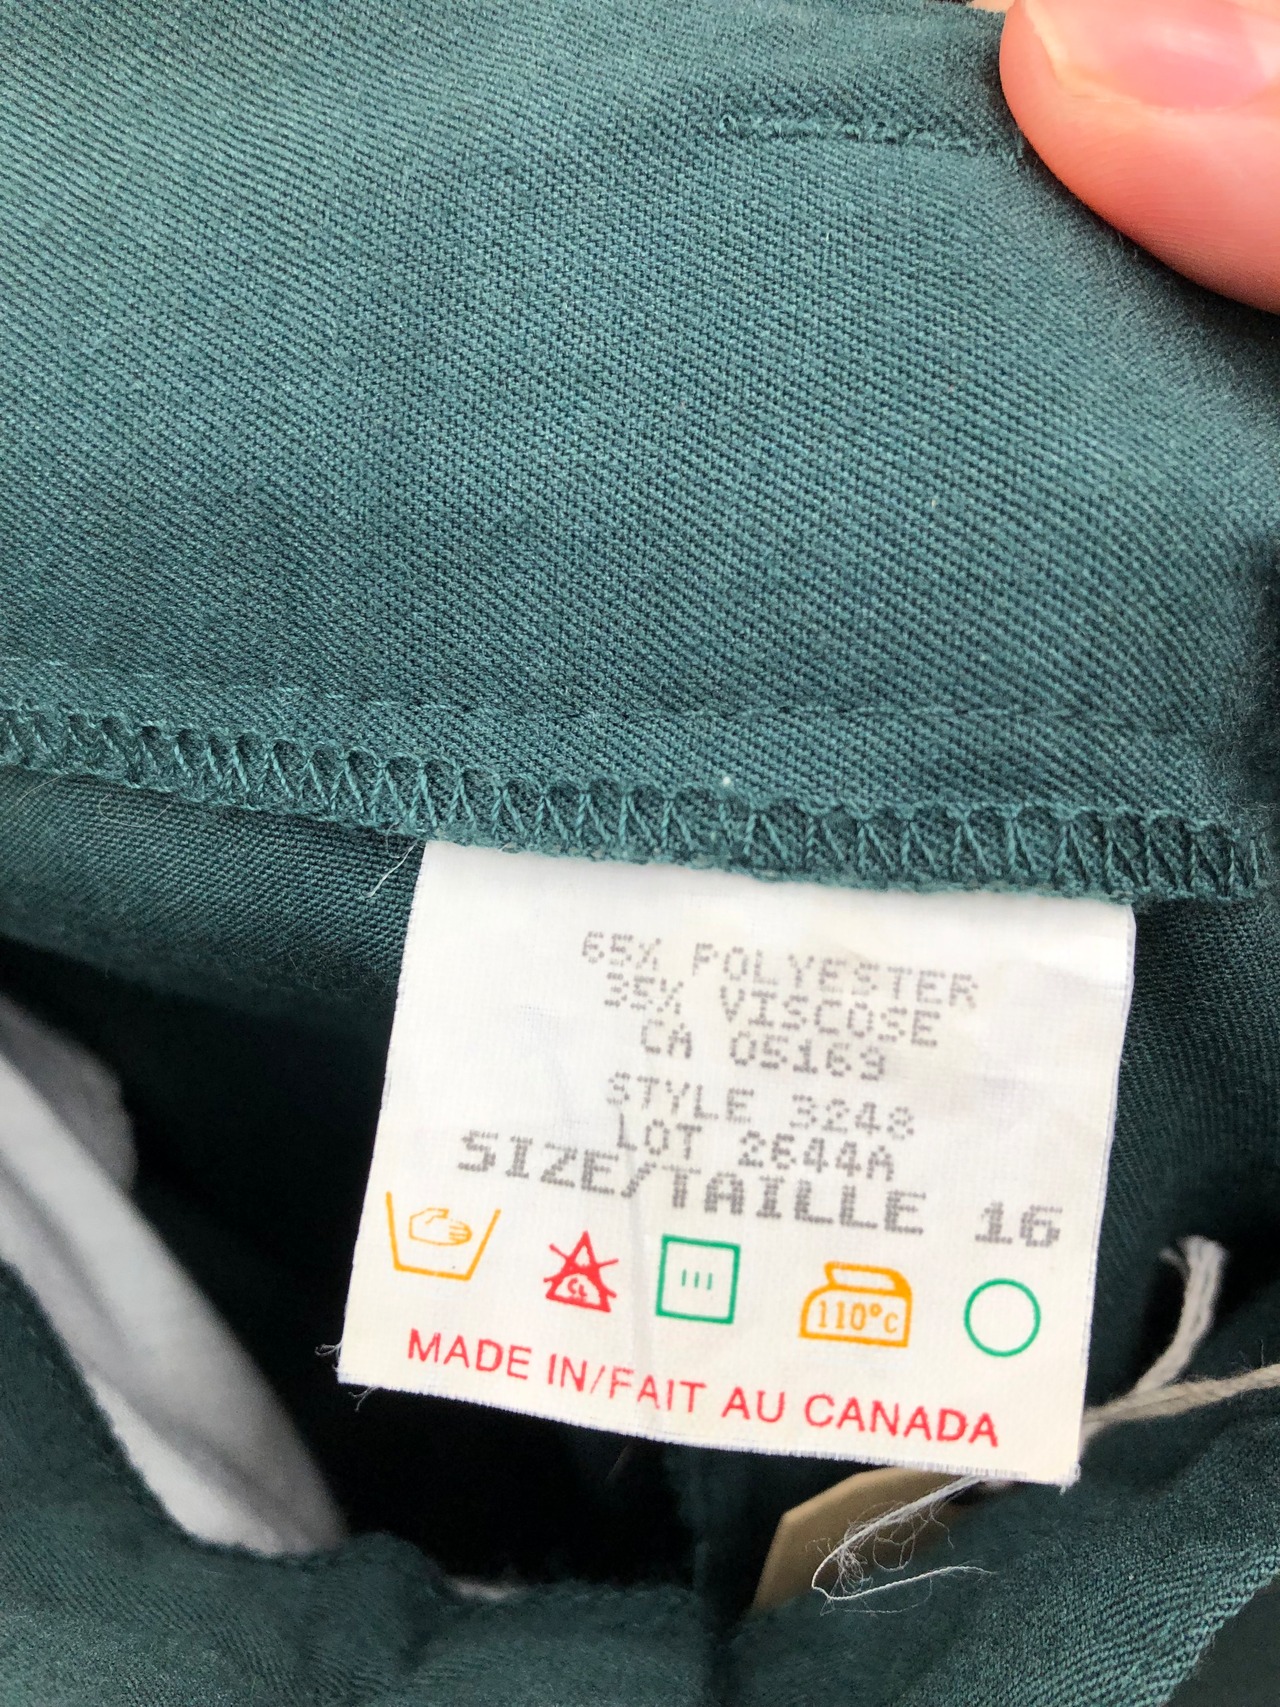 65% POLYESTER
35% VISCOSE
CA 05169
STYLE 3248
LOT 2644A
SIZE/TAILLE 16
CL
110°C
MADE IN/FAIT AU CANADA